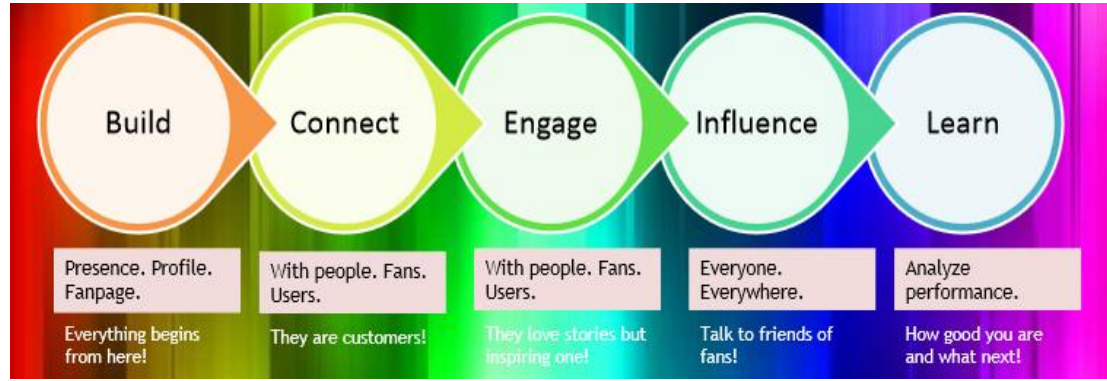 Build
Connect
Engage
Influence
Learn
Presence. Profile.
Fanpage.
Everything begins
from here!
With people. Fans.
Users.
They are customers!
With people. Fans.
Users.
They love stories but
inspiring one!
Everyone.
Everywhere.
Talk to friends of
fans!
Analyze
performance.
How good you are
and what next!